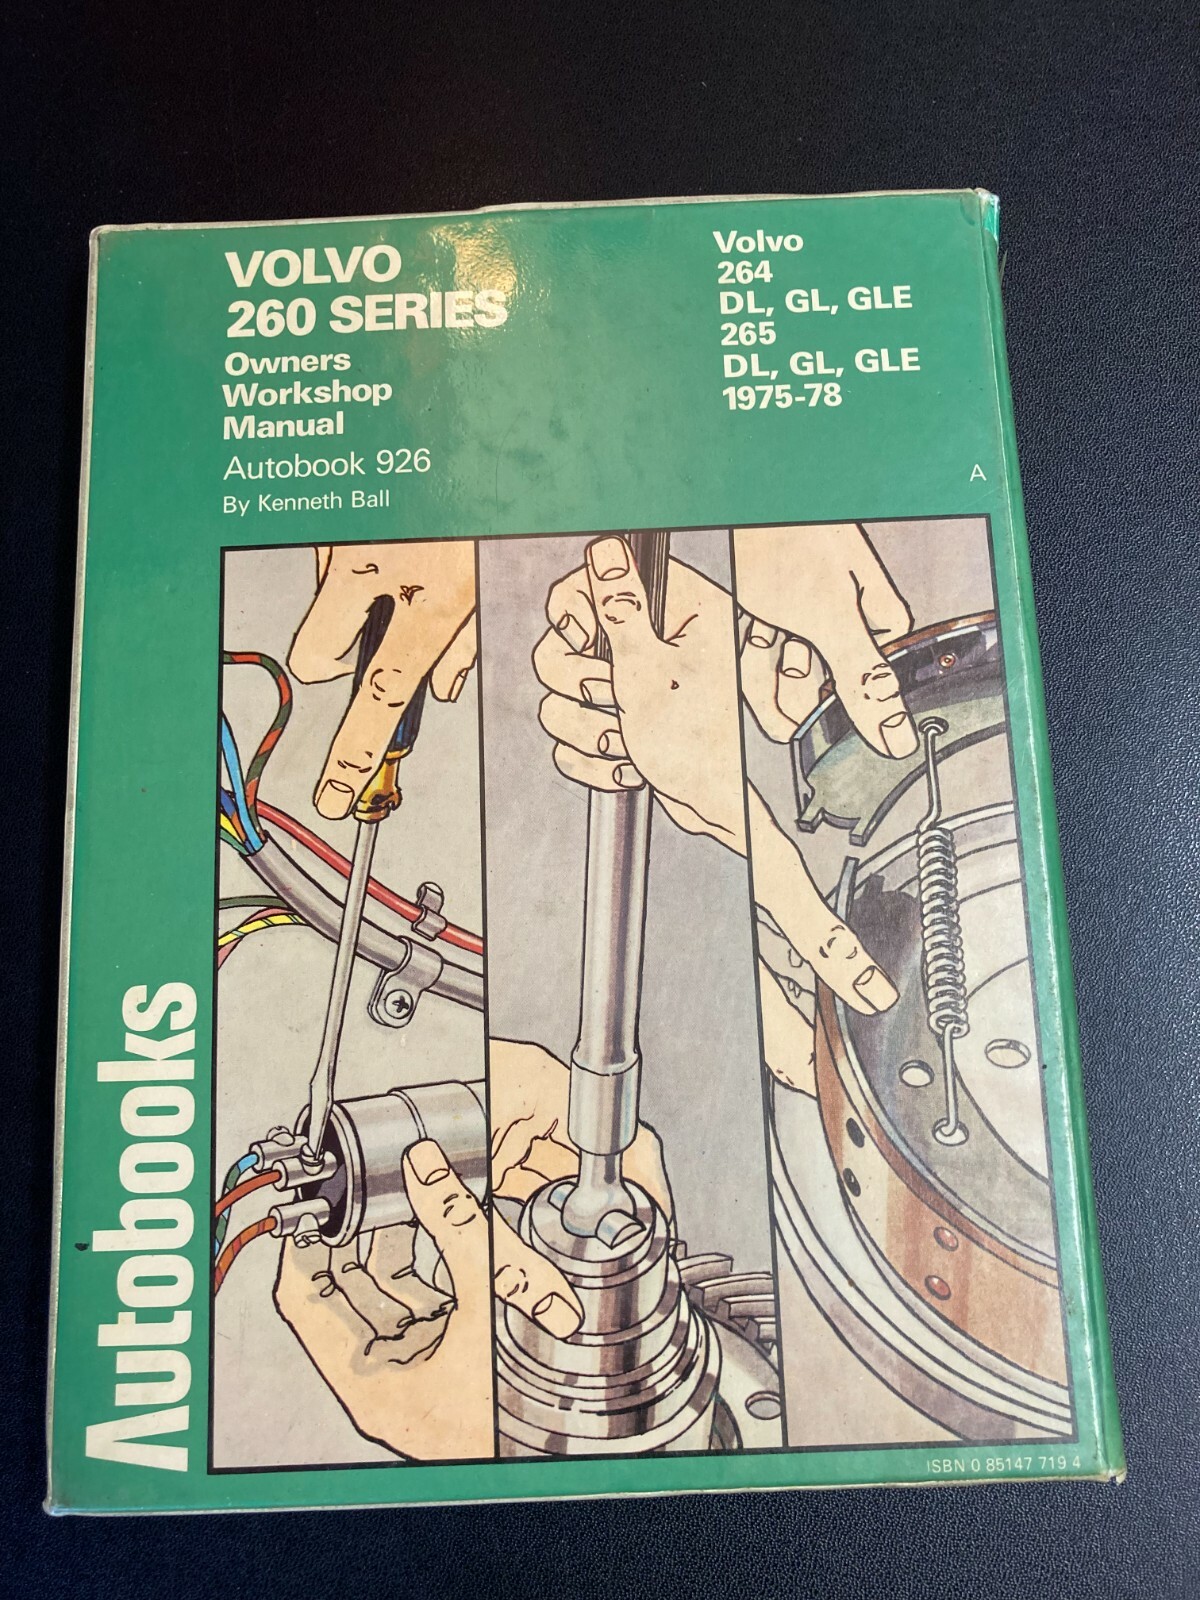 VOLVO
260 SERIES
Owners
Workshop
Manual
Autobook 926
By Kenneth Ball
Volvo
264
DL, GL, GLE
265
DL, GL, GLE
1975-78
A
Autobooks
ISBN 0 85147 719 4